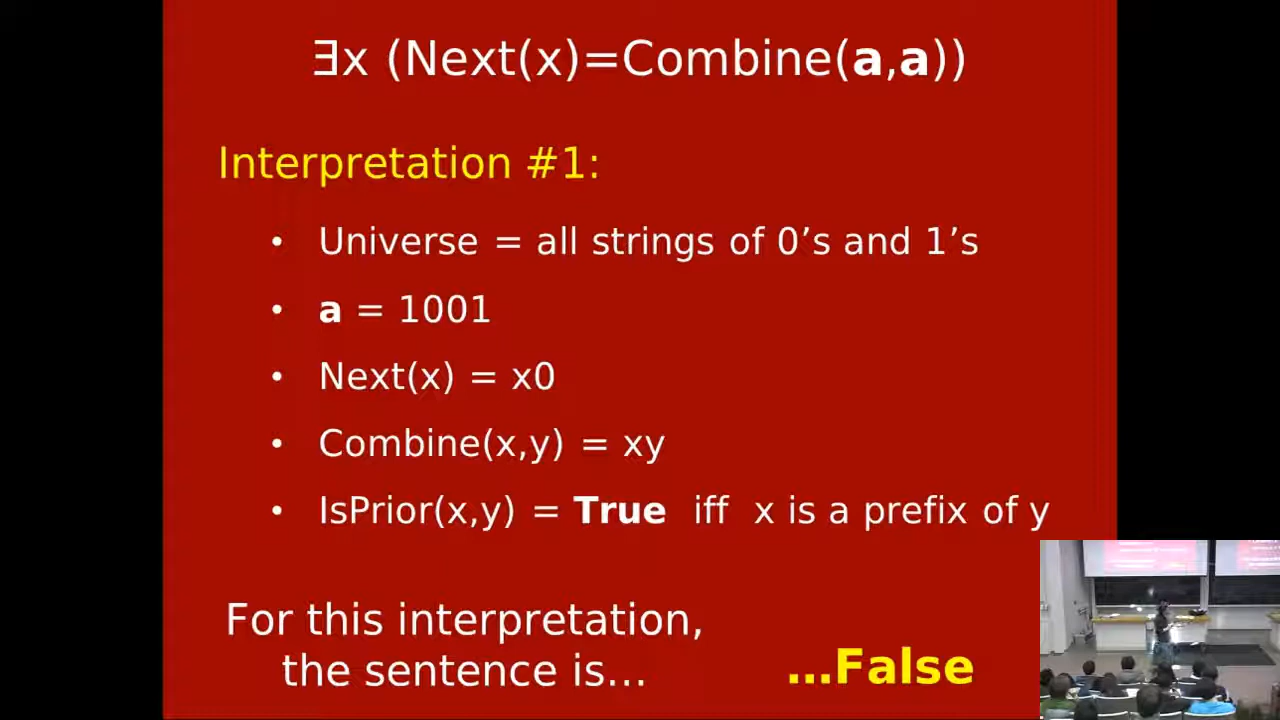 ∃x (Next(x)=Combine(a,a))
Interpretation #1:
• Universe = all strings of 0’s and 1’s
• a = 1001
• Next(x) = x0
• Combine(x,y) = xy
• IsPrior(x,y) = True iff x is a prefix of y
For this interpretation,
the sentence is…
…False